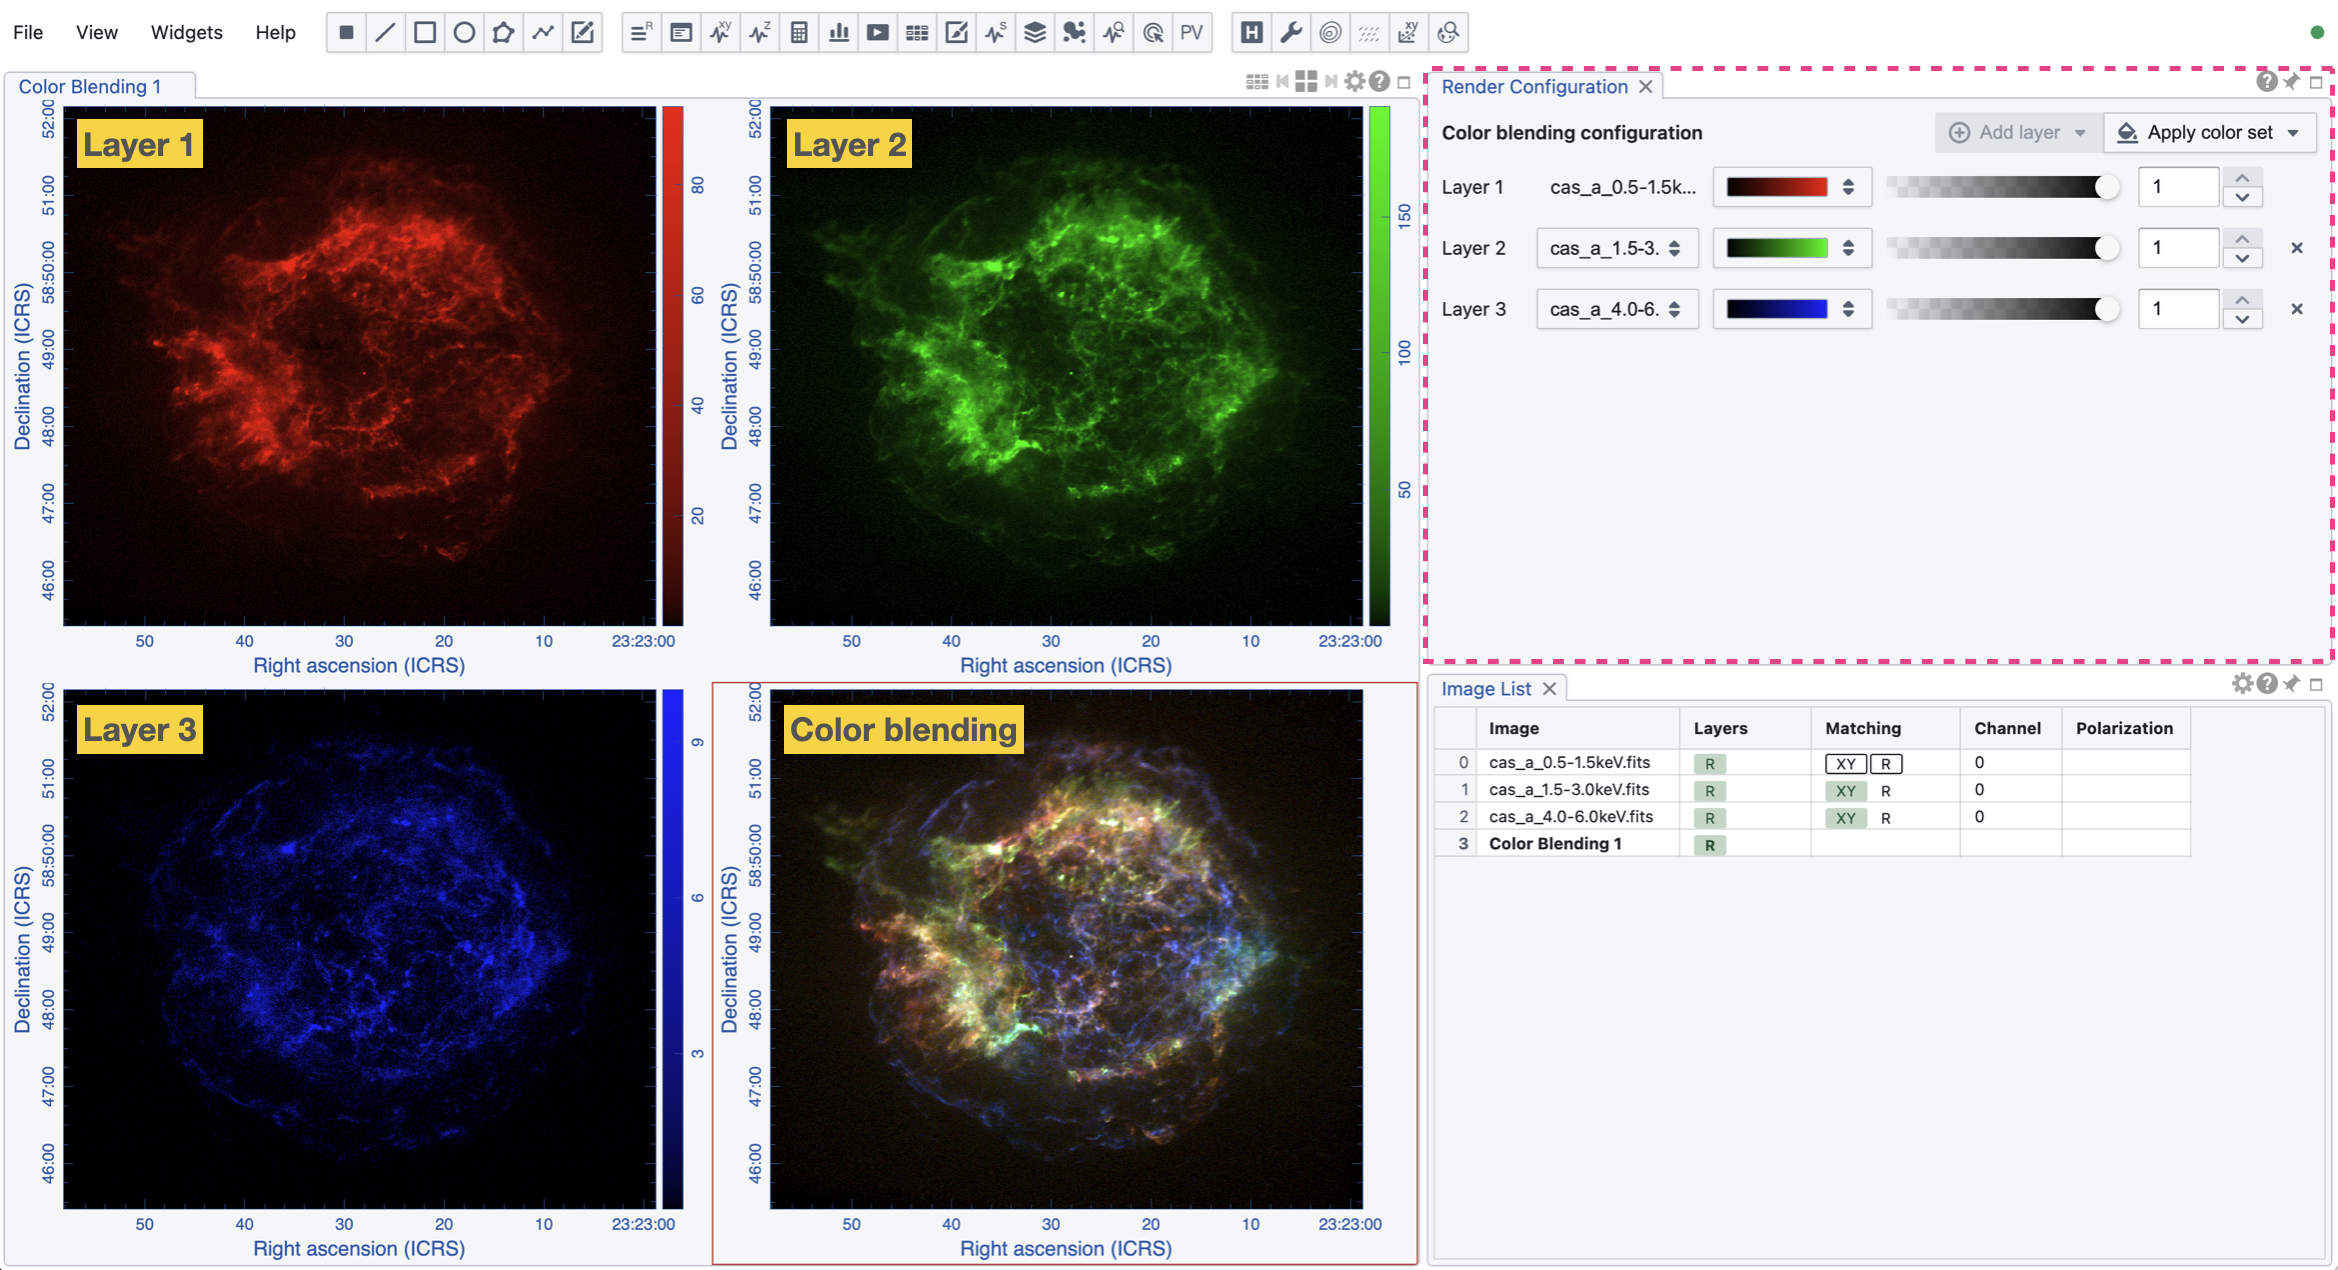 File View Widgets Help
R XY Z S PV H XY
Color Blending 1
Layer 1
52:00
51:00
58:50:00
49:00
48:00
47:00
46:00
Declination (ICRS)
80
60
40
20
50 40 30 20 10 23:23:00
Right ascension (ICRS)
Layer 2
52:00
51:00
58:50:00
49:00
48:00
47:00
46:00
Declination (ICRS)
150
100
50
50 40 30 20 10 23:23:00
Right ascension (ICRS)
Layer 3
52:00
51:00
58:50:00
49:00
48:00
47:00
46:00
Declination (ICRS)
9
6
3
50 40 30 20 10 23:23:00
Right ascension (ICRS)
Color blending
52:00
51:00
58:50:00
49:00
48:00
47:00
46:00
Declination (ICRS)
50 40 30 20 10 23:23:00
Right ascension (ICRS)
Render Configuration
Color blending configuration Add layer Apply color set
Layer 1 cas_a_0.5-1.5k... 1
Layer 2 cas_a_1.5-3. 1
Layer 3 cas_a_4.0-6. 1
Image List
Image Layers Matching Channel Polarization
0 cas_a_0.5-1.5keV.fits R XY R 0
1 cas_a_1.5-3.0keV.fits R XY R 0
2 cas_a_4.0-6.0keV.fits R XY R 0
3 Color Blending 1 R